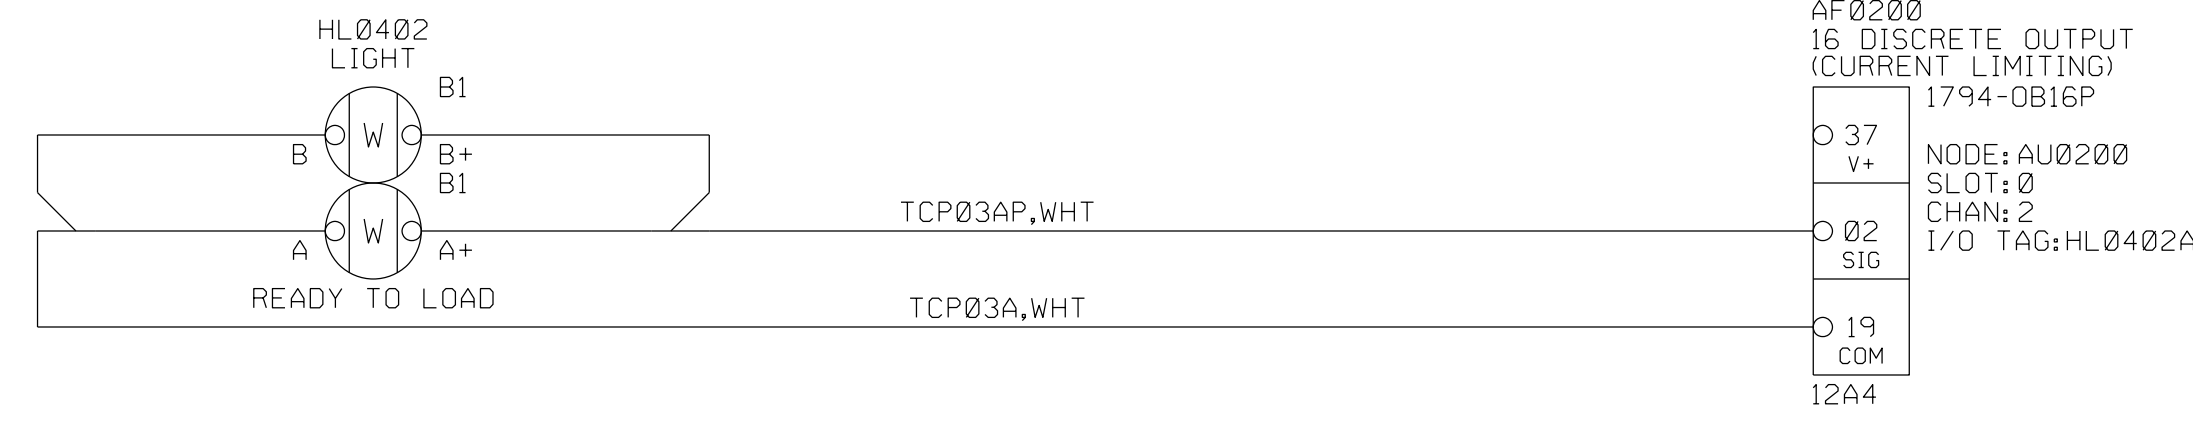 HL0402
LIGHT
B1
W
B
B+
B1
W
A
A+
READY TO LOAD
TCP03AP,WHT
TCP03A,WHT
AF0200
16 DISCRETE OUTPUT
(CURRENT LIMITING)
1794-OB16P
37
V+
NODE:AU0200
SLOT:0
CHAN:2
I/O TAG:HL0402A
02
SIG
19
COM
12A4